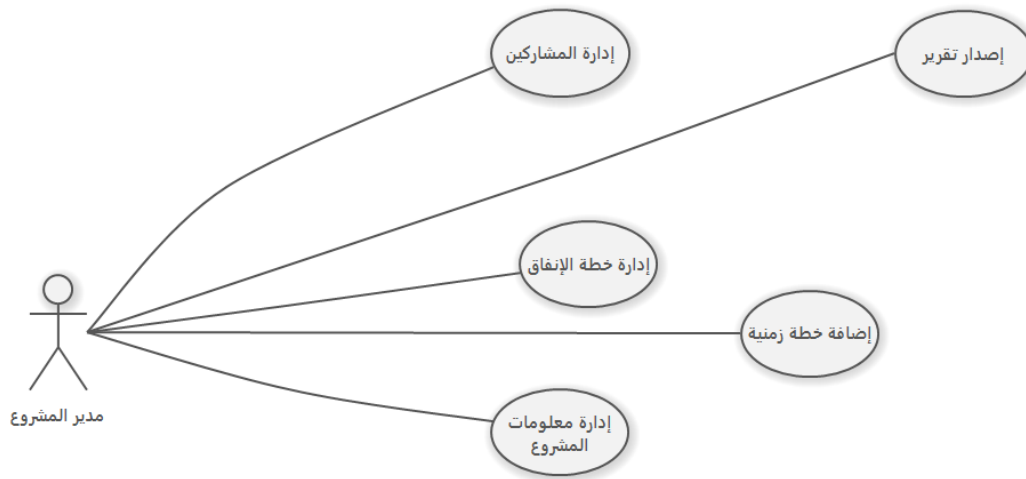 إدارة المشاركين
إصدار تقرير
إدارة خطة الإنفاق
إضافة خطة زمنية
إدارة معلومات
المشروع
مدير المشروع